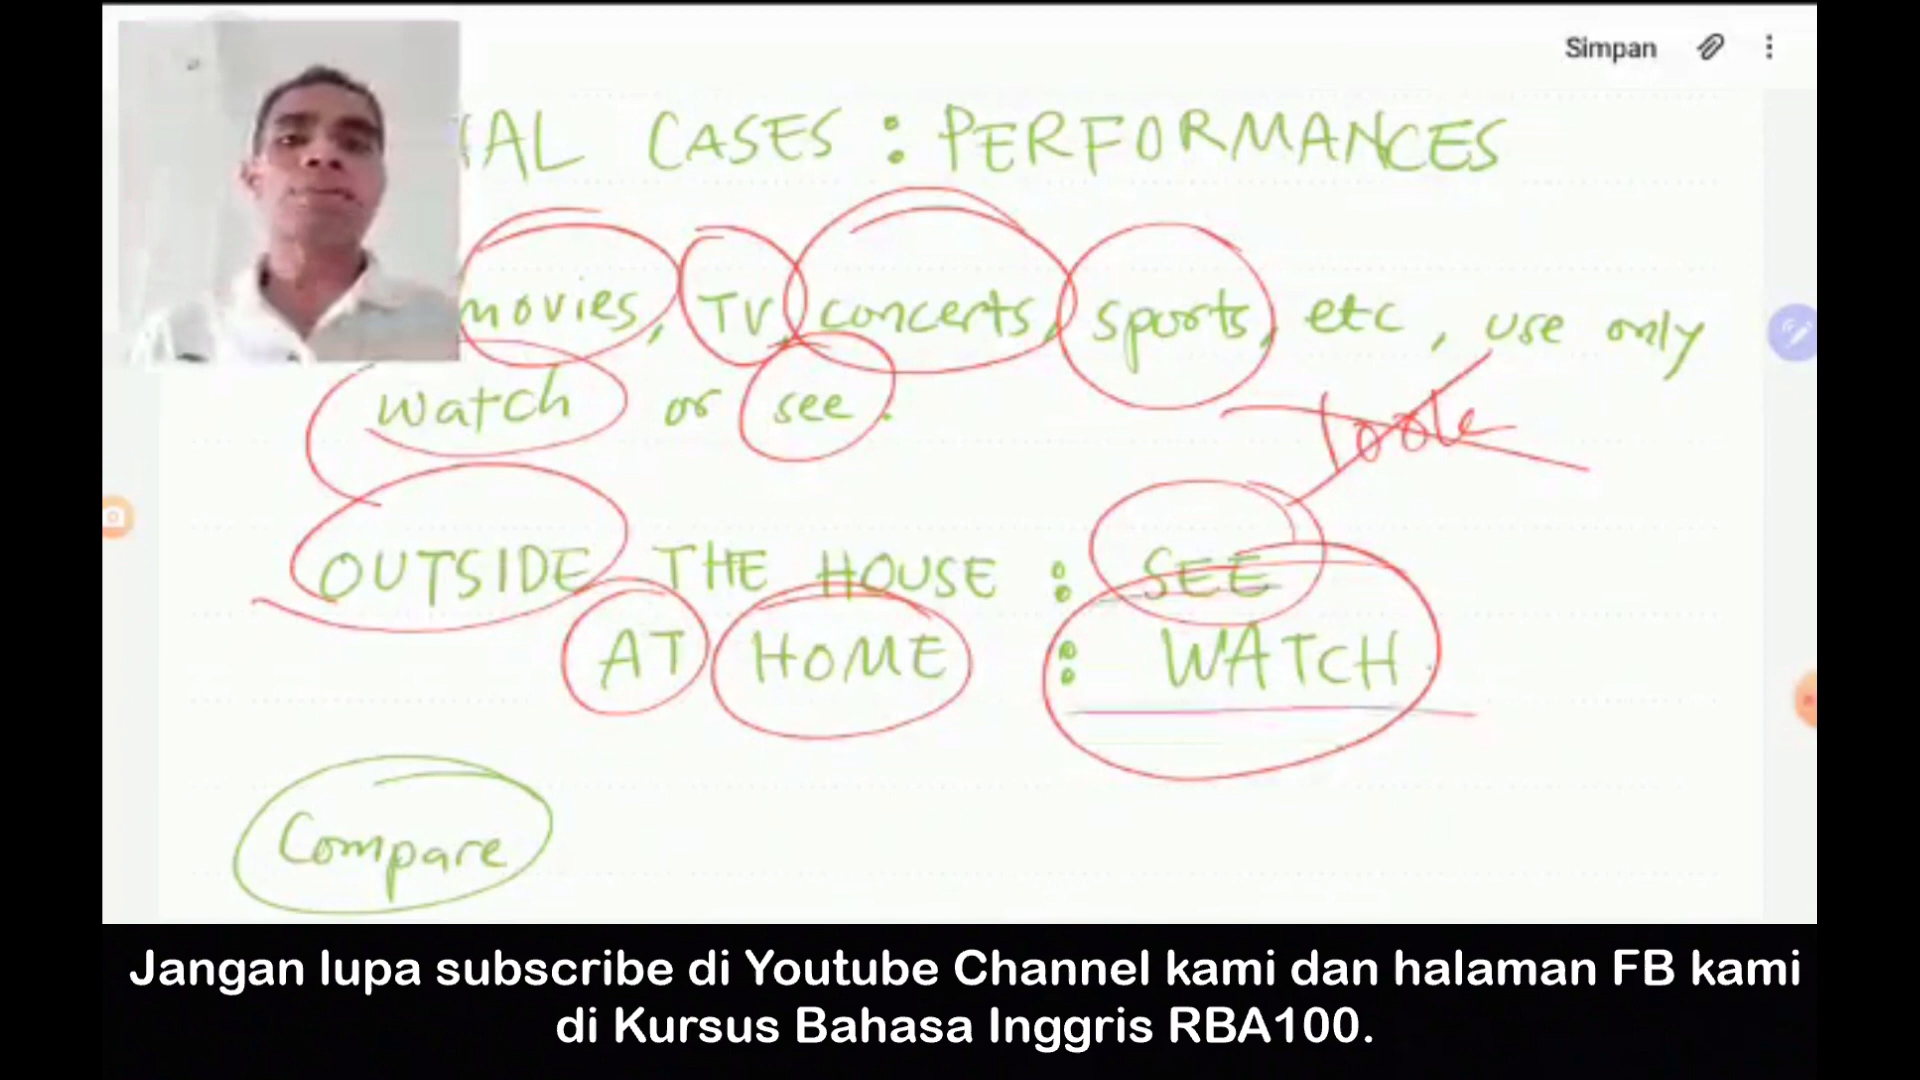 Simpan
IAL CASES : PERFORMANCES
movies, TV, concerts, sports, etc, use only
watch or see.
look
OUTSIDE THE HOUSE : SEE
AT HOME : WATCH
Compare
Jangan lupa subscribe di Youtube Channel kami dan halaman FB kami
di Kursus Bahasa Inggris RBA100.